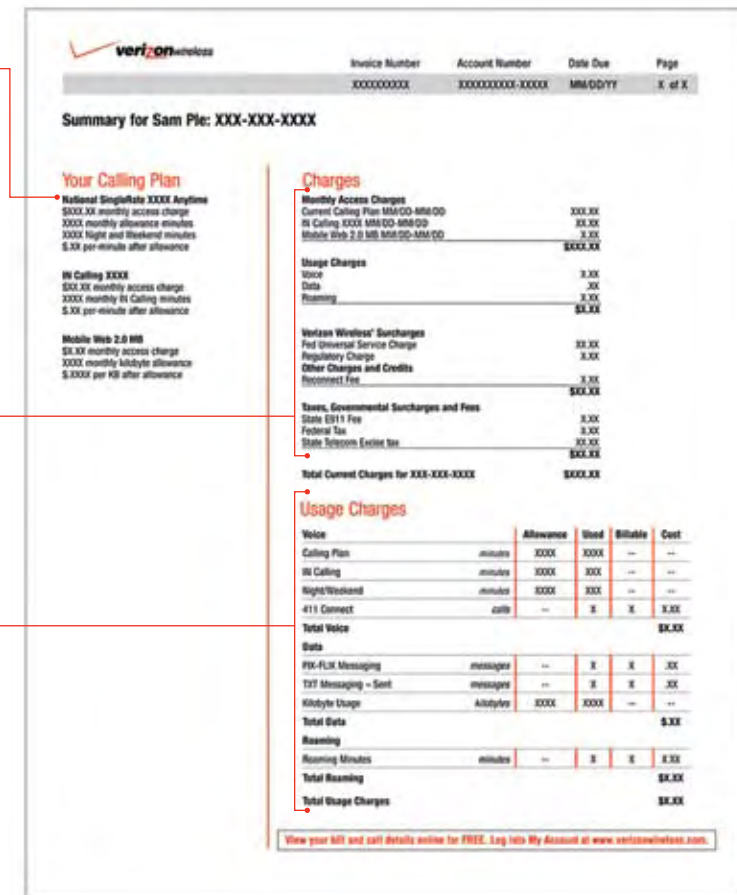 verizonwireless
Invoice Number Account Number Date Due Page
XXXXXXXXXX XXXXXXXXXX-XXXXX MM/DD/YY X of X
Summary for Sam Ple: XXX-XXX-XXXX
Your Calling Plan
National SingleRate XXXX Anytime
$XXX.XX monthly access charge
XXXX monthly allowance minutes
XXXX Night and Weekend minutes
$.XX per-minute after allowance
IN Calling XXXX
$XX.XX monthly access charge
XXXX monthly IN Calling minutes
$.XX per-minute after allowance
Mobile Web 2.0 MB
$X.XX monthly access charge
XXXX monthly kilobyte allowance
$.XXXX per KB after allowance
Charges
Monthly Access Charges
Current Calling Plan MM/DD-MM/DD XXX.XX
IN Calling XXXX MM/DD-MM/DD XX.XX
Mobile Web 2.0 MB MM/DD-MM/DD X.XX
$XXX.XX
Usage Charges
Voice X.XX
Data .XX
Roaming X.XX
$X.XX
Verizon Wireless' Surcharges
Fed Universal Service Charge XX.XX
Regulatory Charge X.XX
Other Charges and Credits
Reconnect Fee X.XX
$XX.XX
Taxes, Governmental Surcharges and Fees
State E911 Fee X.XX
Federal Tax X.XX
State Telecom Excise tax XX.XX
$XX.XX
Total Current Charges for XXX-XXX-XXXX $XXX.XX
Usage Charges
Voice Allowance Used Billable Cost
Calling Plan minutes XXXX XXXX -- --
IN Calling minutes XXXX XXX -- --
Night/Weekend minutes XXXX XXX -- --
411 Connect calls -- X X X.XX
Total Voice $X.XX
Data
PIX-FLIX Messaging messages -- X X .XX
TXT Messaging – Sent messages -- X X .XX
Kilobyte Usage kilobytes XXXX XXXX -- --
Total Data $.XX
Roaming
Roaming Minutes minutes -- X X X.XX
Total Roaming $X.XX
Total Usage Charges $X.XX
View your bill and call details online for FREE. Log into My Account at www.verizonwireless.com.